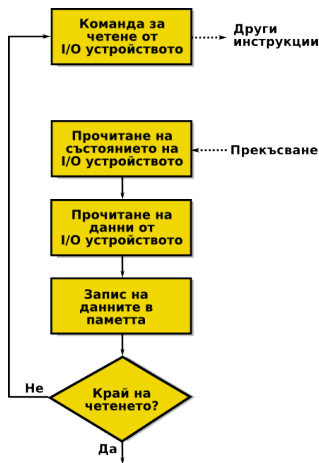 Команда за
четене от
I/O устройството
Други
инструкции
Прочитане на
състоянието на
I/O устройството
Прекъсване
Прочитане на
данни от
I/O устройството
Запис на
данните в
паметта
Край на
четенето?
Не
Да